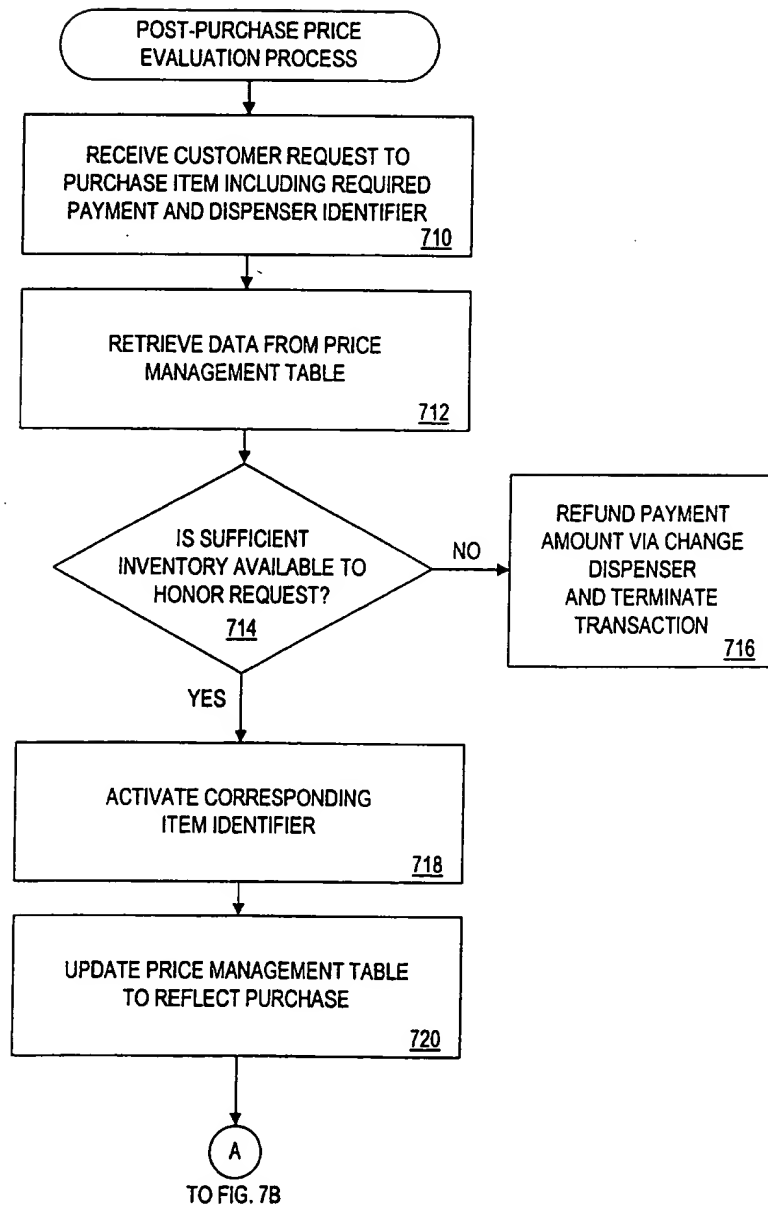 POST-PURCHASE PRICE
EVALUATION PROCESS
RECEIVE CUSTOMER REQUEST TO
PURCHASE ITEM INCLUDING REQUIRED
PAYMENT AND DISPENSER IDENTIFIER
710
RETRIEVE DATA FROM PRICE
MANAGEMENT TABLE
712
IS SUFFICIENT
INVENTORY AVAILABLE TO
HONOR REQUEST?
714
NO
REFUND PAYMENT
AMOUNT VIA CHANGE
DISPENSER
AND TERMINATE
TRANSACTION
716
YES
ACTIVATE CORRESPONDING
ITEM IDENTIFIER
718
UPDATE PRICE MANAGEMENT TABLE
TO REFLECT PURCHASE
720
A
TO FIG. 7B